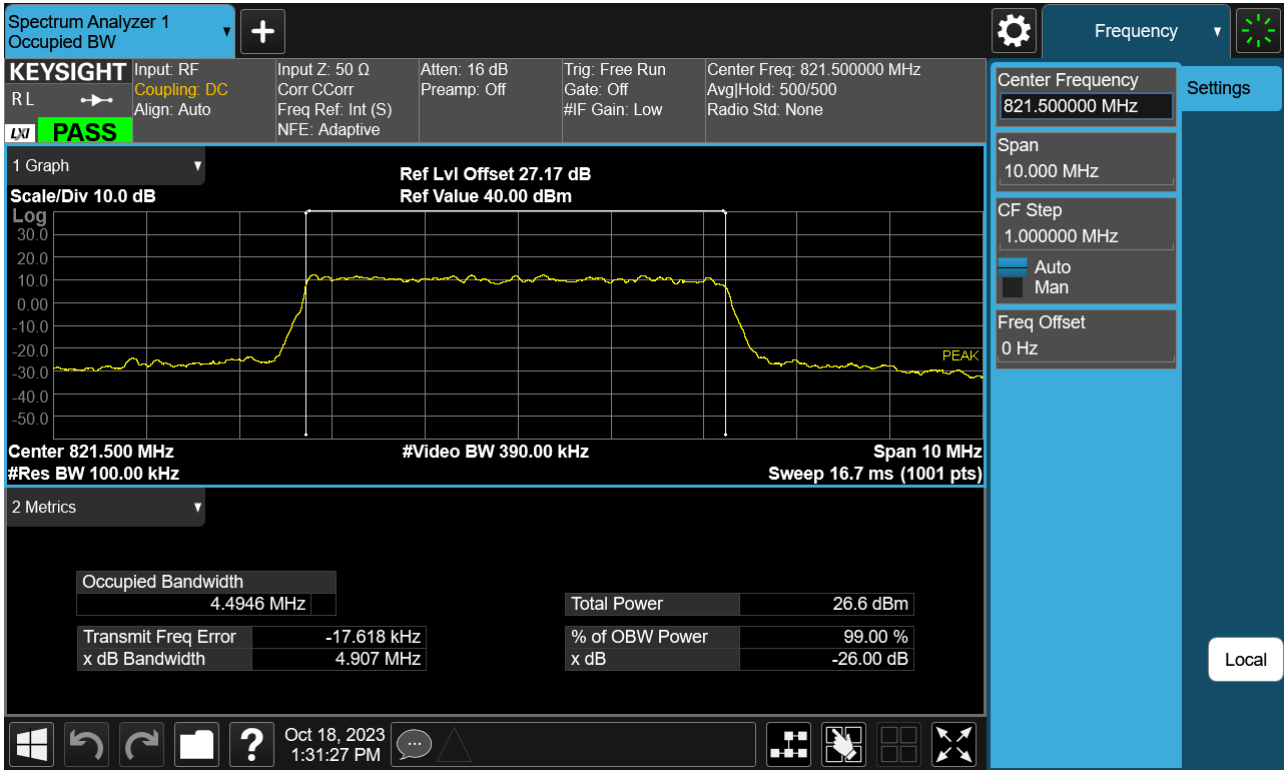 Spectrum Analyzer 1
Occupied BW
Frequency
KEYSIGHT
R L
LXI PASS
Input: RF
Coupling: DC
Align: Auto
Input Z: 50 Ω
Corr CCorr
Freq Ref: Int (S)
NFE: Adaptive
Atten: 16 dB
Preamp: Off
Trig: Free Run
Gate: Off
#IF Gain: Low
Center Freq: 821.500000 MHz
Avg|Hold: 500/500
Radio Std: None
Center Frequency
821.500000 MHz
Settings
Span
10.000 MHz
CF Step
1.000000 MHz
Auto
Man
Freq Offset
0 Hz
Local
1 Graph
Scale/Div 10.0 dB
Ref Lvl Offset 27.17 dB
Ref Value 40.00 dBm
Log
30.0
20.0
10.0
0.00
-10.0
-20.0
-30.0
-40.0
-50.0
PEAK
Center 821.500 MHz
#Video BW 390.00 kHz
Span 10 MHz
#Res BW 100.00 kHz
Sweep 16.7 ms (1001 pts)
2 Metrics
Occupied Bandwidth
4.4946 MHz
Total Power 26.6 dBm
Transmit Freq Error -17.618 kHz
% of OBW Power 99.00 %
x dB Bandwidth 4.907 MHz
x dB -26.00 dB
?
Oct 18, 2023
1:31:27 PM